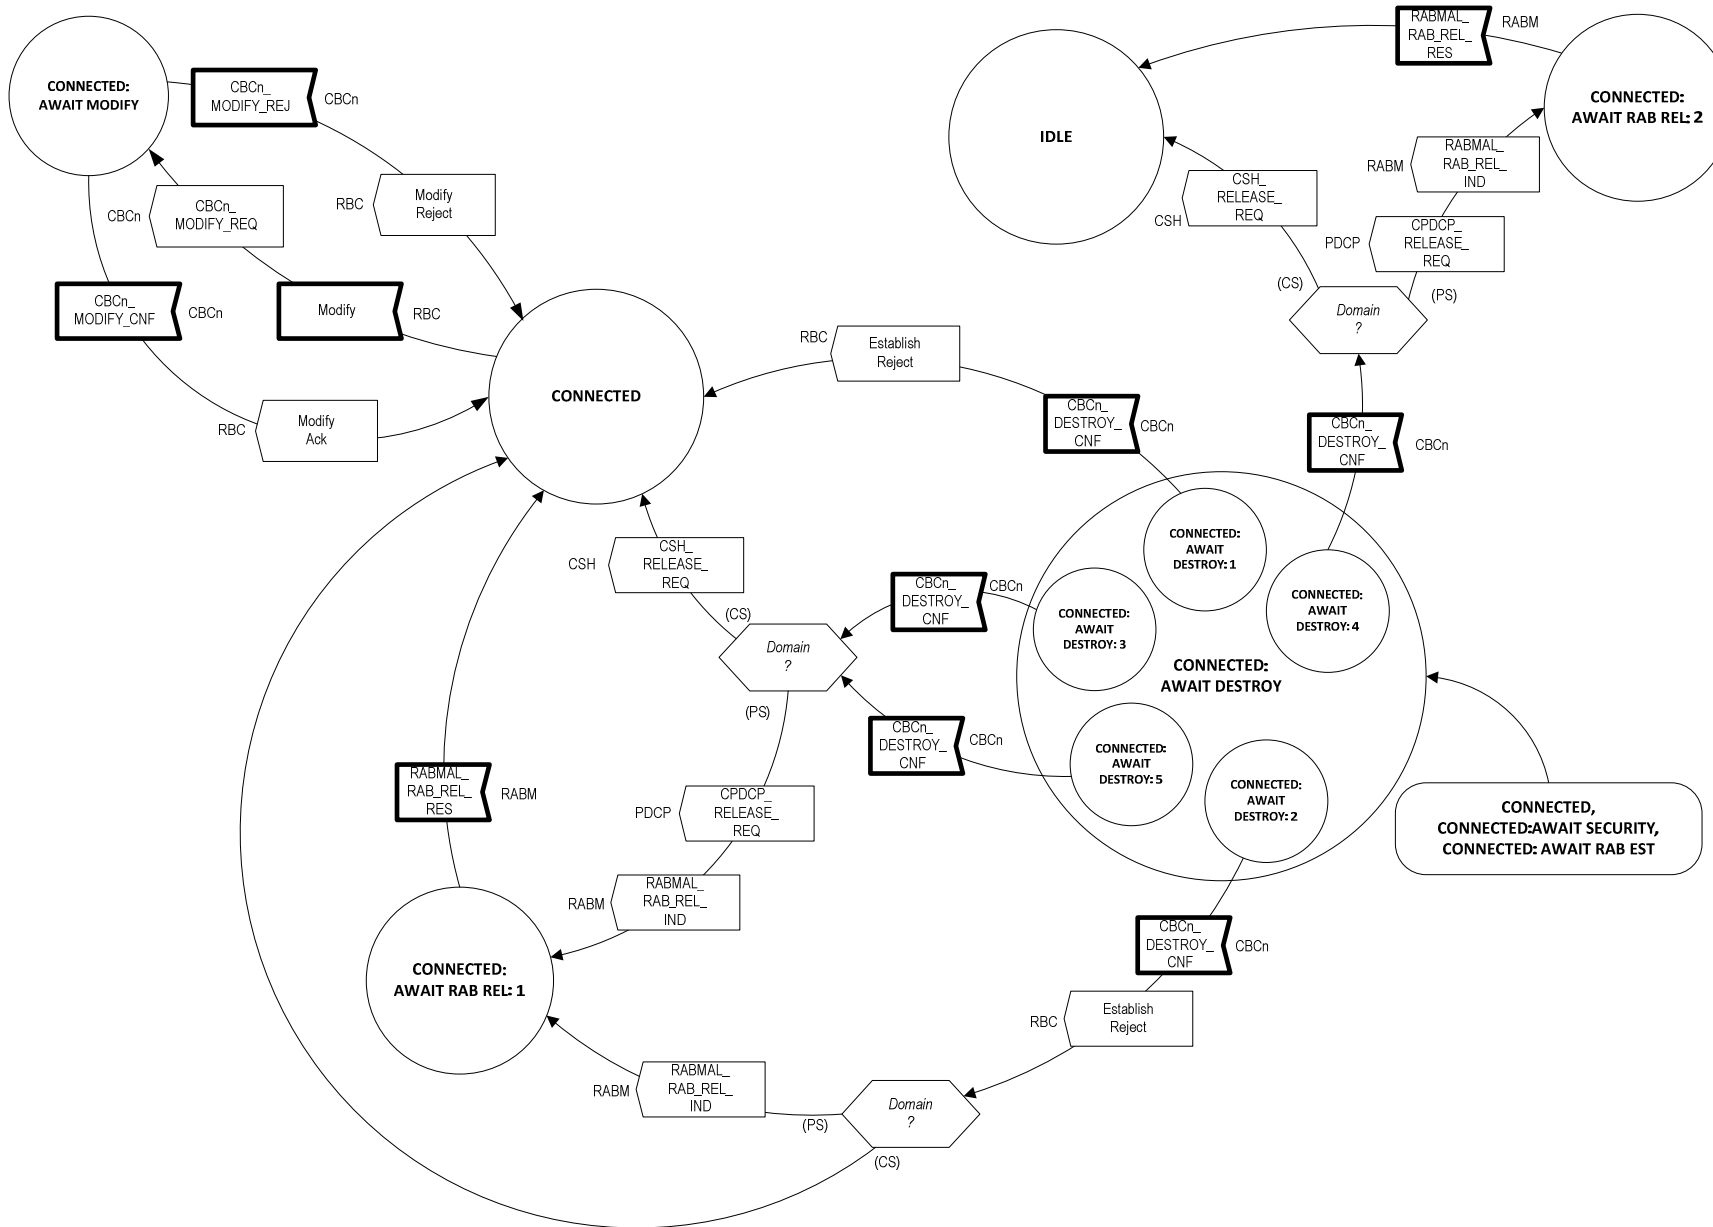 CONNECTED:
AWAIT MODIFY
CBCn_
MODIFY_REJ
CBCn
CBCn_
MODIFY_REQ
CBCn
RBC
Modify
Reject
CBCn_
MODIFY_CNF
CBCn
Modify
RBC
RBC
Modify
Ack
CONNECTED
IDLE
RABMAL_
RAB_REL_
RES
RABM
CONNECTED:
AWAIT RAB REL: 2
RABM
RABMAL_
RAB_REL_
IND
CSH_
RELEASE_
REQ
CSH
PDCP
CPDCP_
RELEASE_
REQ
(CS)
(PS)
Domain
?
RBC
Establish
Reject
CBCn_
DESTROY_
CNF
CBCn
CBCn_
DESTROY_
CNF
CBCn
CONNECTED:
AWAIT
DESTROY: 1
CONNECTED:
AWAIT
DESTROY: 4
CONNECTED:
AWAIT
DESTROY: 3
CONNECTED:
AWAIT DESTROY
CONNECTED:
AWAIT
DESTROY: 5
CONNECTED:
AWAIT
DESTROY: 2
CSH
CSH_
RELEASE_
REQ
CBCn_
DESTROY_
CNF
CBCn
(CS)
Domain
?
(PS)
CBCn_
DESTROY_
CNF
CBCn
RABMAL_
RAB_REL_
RES
RABM
PDCP
CPDCP_
RELEASE_
REQ
RABM
RABMAL_
RAB_REL_
IND
CONNECTED,
CONNECTED:AWAIT SECURITY,
CONNECTED: AWAIT RAB EST
CONNECTED:
AWAIT RAB REL: 1
CBCn_
DESTROY_
CNF
CBCn
RBC
Establish
Reject
RABM
RABMAL_
RAB_REL_
IND
(PS)
Domain
?
(CS)